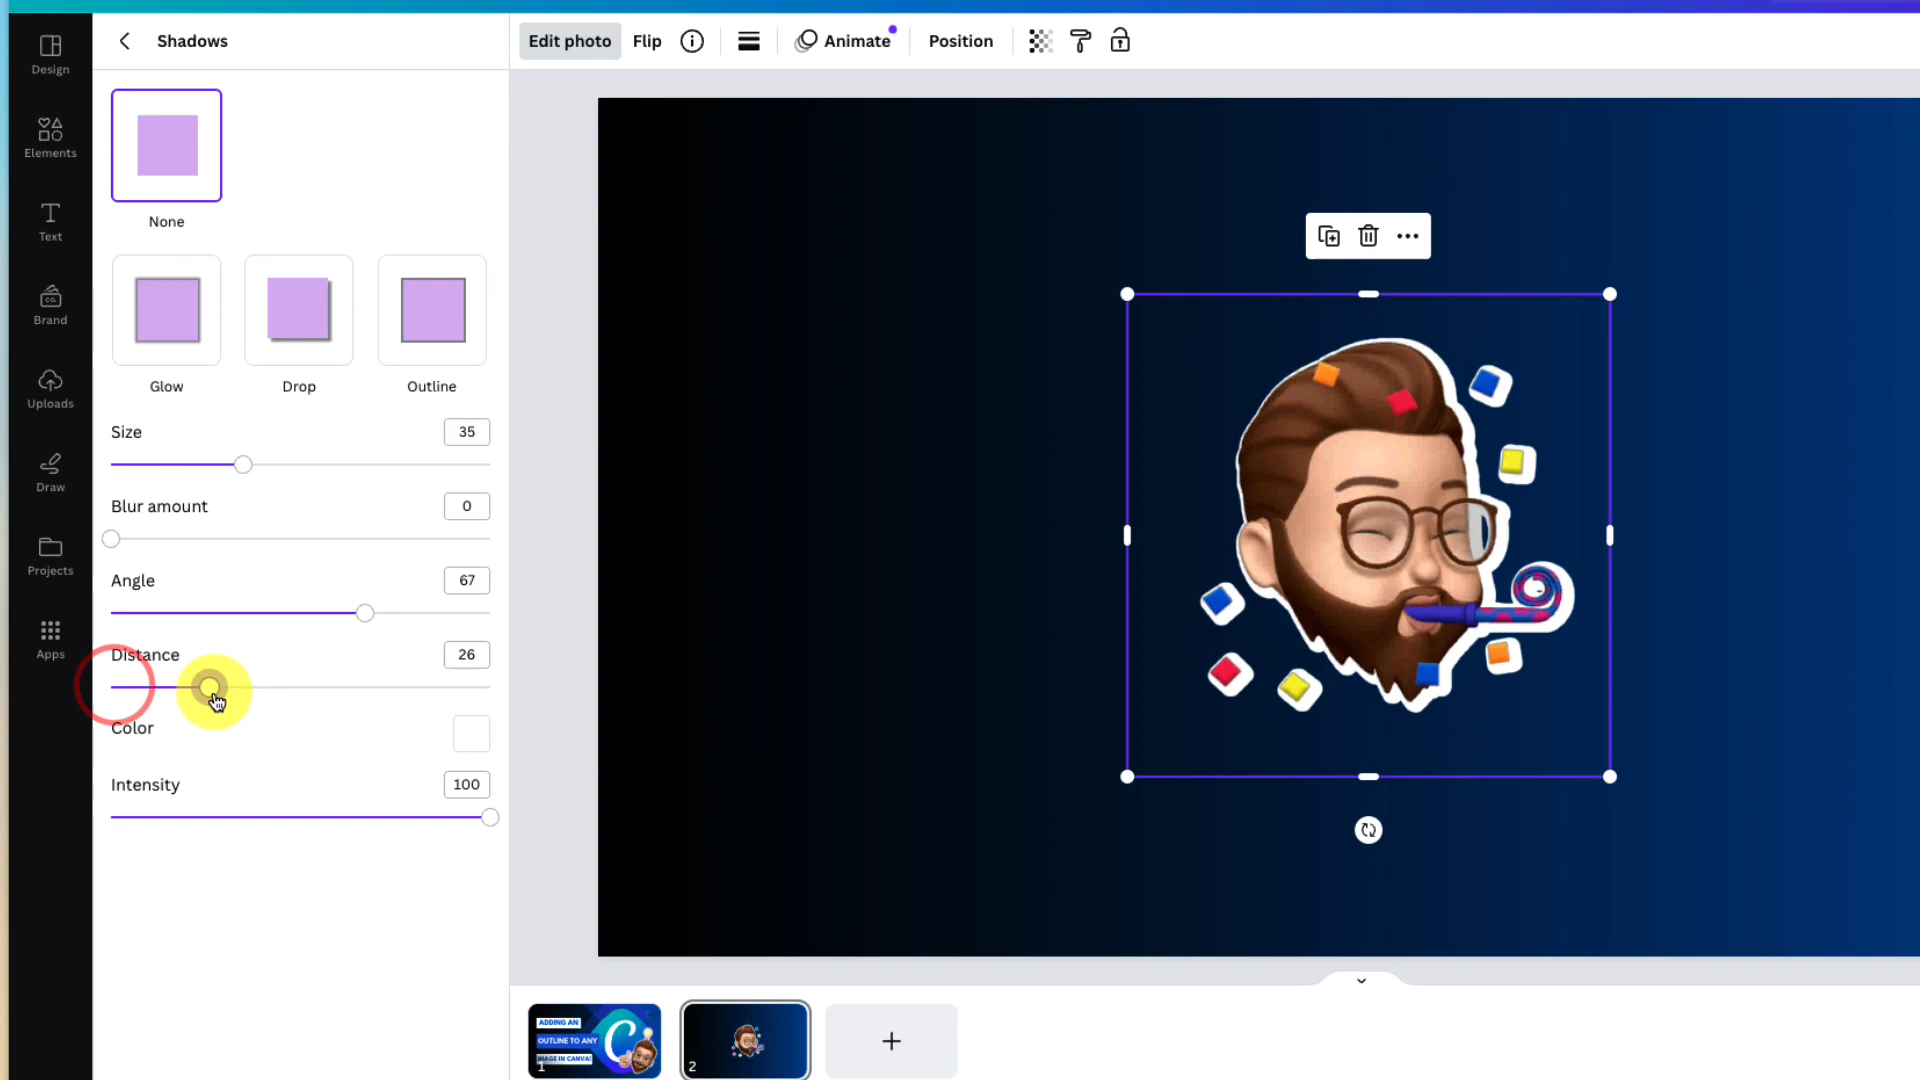 Design
Elements
Text
Brand
Uploads
Draw
Projects
Apps
Shadows
None
Glow
Drop
Outline
Size
35
Blur amount
0
Angle
67
Distance
26
Color
Intensity
100
Edit photo
Flip
Animate
Position
CO.
ADDING AN
OUTLINE TO ANY
IMAGE IN CANVA!
C
1
2